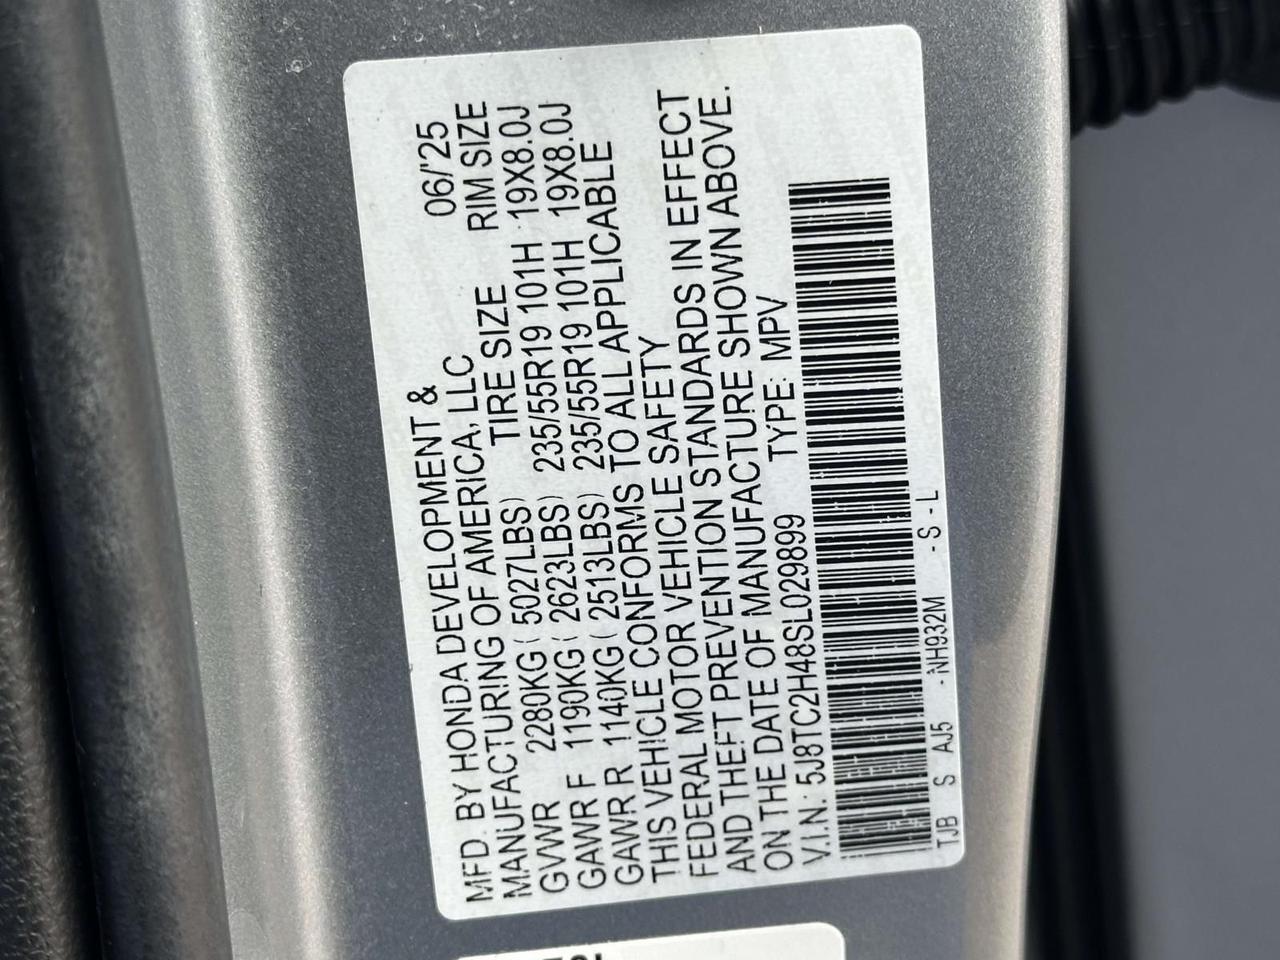 MFD. BY HONDA DEVELOPMENT &
MANUFACTURING OF AMERICA, LLC 06/'25
GVWR 2280KG (5027LBS) TIRE SIZE RIM SIZE
GAWR F 1190KG (2623LBS) 235/55R19 101H 19X8.0J
GAWR R 1140KG (2513LBS) 235/55R19 101H 19X8.0J
THIS VEHICLE CONFORMS TO ALL APPLICABLE
FEDERAL MOTOR VEHICLE SAFETY
AND THEFT PREVENTION STANDARDS IN EFFECT
ON THE DATE OF MANUFACTURE SHOWN ABOVE.
V.I.N.: 5J8TC2H48SL029899 TYPE: MPV
TJB S AJ5 -NH932M -S-L